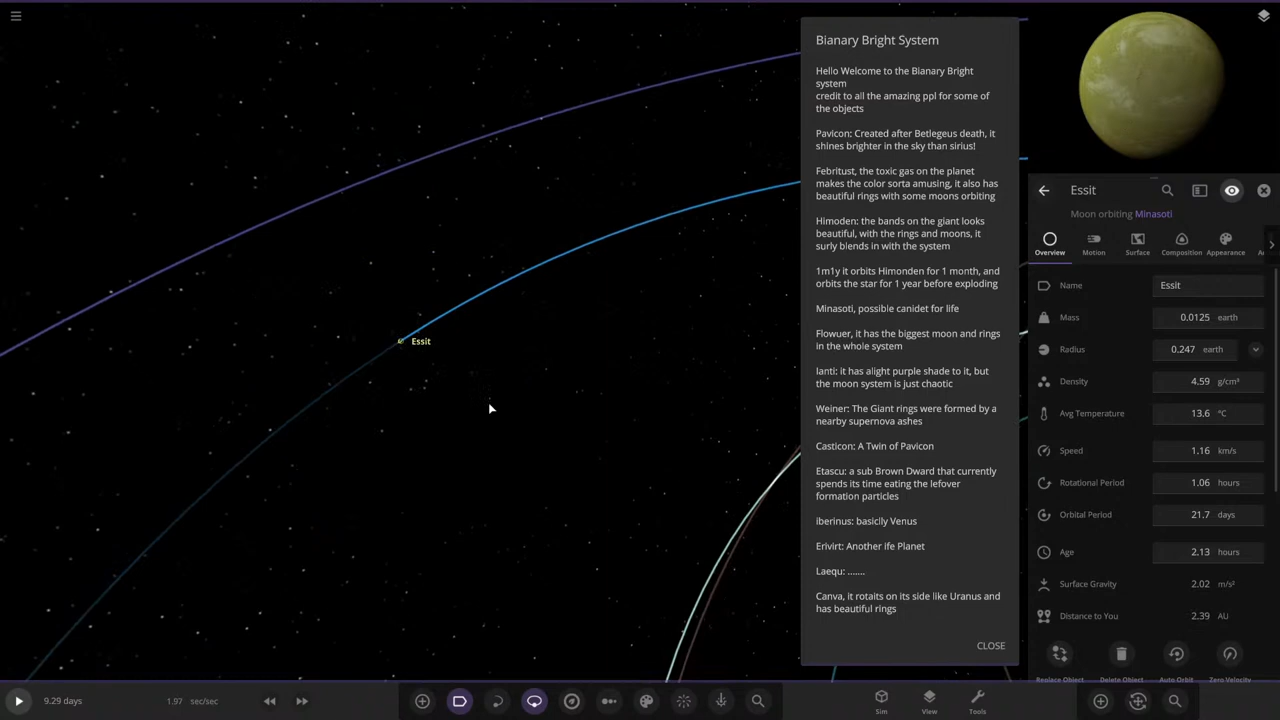 Bianary Bright System
Hello Welcome to the Bianary Bright
system
credit to all the amazing ppl for some of
the objects
Pavicon: Created after Betlegeus death, it
shines brighter in the sky than sirius!
Febritust, the toxic gas on the planet
makes the color sorta amusing, it also has
beautiful rings with some moons orbiting
Himoden: the bands on the giant looks
beautiful, with the rings and moons, it
surly blends in with the system
1m1y it orbits Himonden for 1 month, and
orbits the star for 1 year before exploding
Minasoti, possible canidet for life
Flowuer, it has the biggest moon and rings
in the whole system
Ianti: it has alight purple shade to it, but
the moon system is just chaotic
Weiner: The Giant rings were formed by a
nearby supernova ashes
Casticon: A Twin of Pavicon
Etascu: a sub Brown Dward that currently
spends its time eating the lefover
formation particles
iberinus: basiclly Venus
Erivirt: Another ife Planet
Laequ: .......
Canva, it rotaits on its side like Uranus and
has beautiful rings
CLOSE
Essit
Essit
Moon orbiting Minasoti
Overview Motion Surface Composition Appearance
Name Essit
Mass 0.0125 earth
Radius 0.247 earth
Density 4.59 g/cm³
Avg Temperature 13.6 °C
Speed 1.16 km/s
Rotational Period 1.06 hours
Orbital Period 21.7 days
Age 2.13 hours
Surface Gravity 2.02 m/s²
Distance to You 2.39 AU
Replace Object Delete Object Auto Orbit Zero Velocity
9.29 days 1.97 sec/sec Sim View Tools